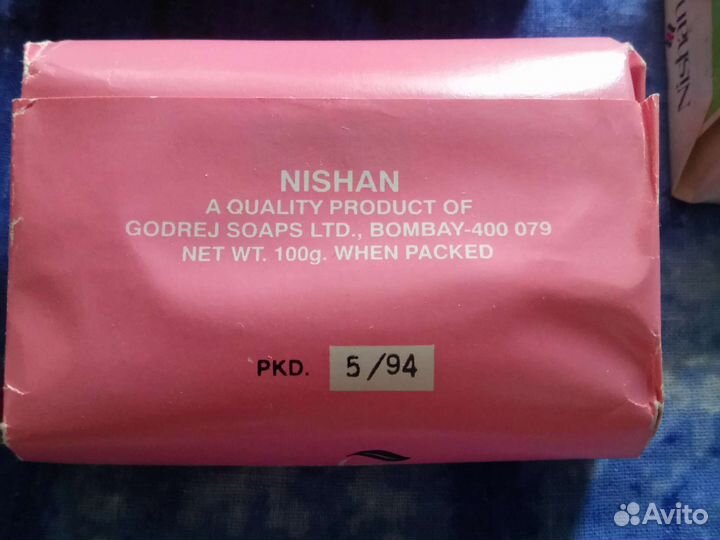 NISHAN
A QUALITY PRODUCT OF
GODREJ SOAPS LTD., BOMBAY-400 079
NET WT. 100g. WHEN PACKED
PKD. 5/94
Avito